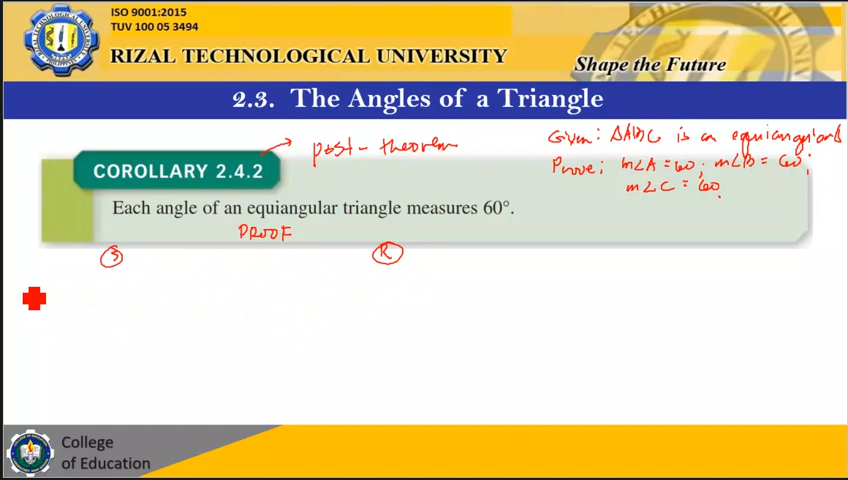 ISO 9001:2015
TUV 100 05 3494
RIZAL TECHNOLOGICAL UNIVERSITY
Shape the Future
2.3. The Angles of a Triangle
Given: △ABC is an equiangular △
post-theorem
COROLLARY 2.4.2
Prove: m∠A = 60; m∠B = 60;
m∠C = 60.
Each angle of an equiangular triangle measures 60°.
PROOF
S R
College
of Education